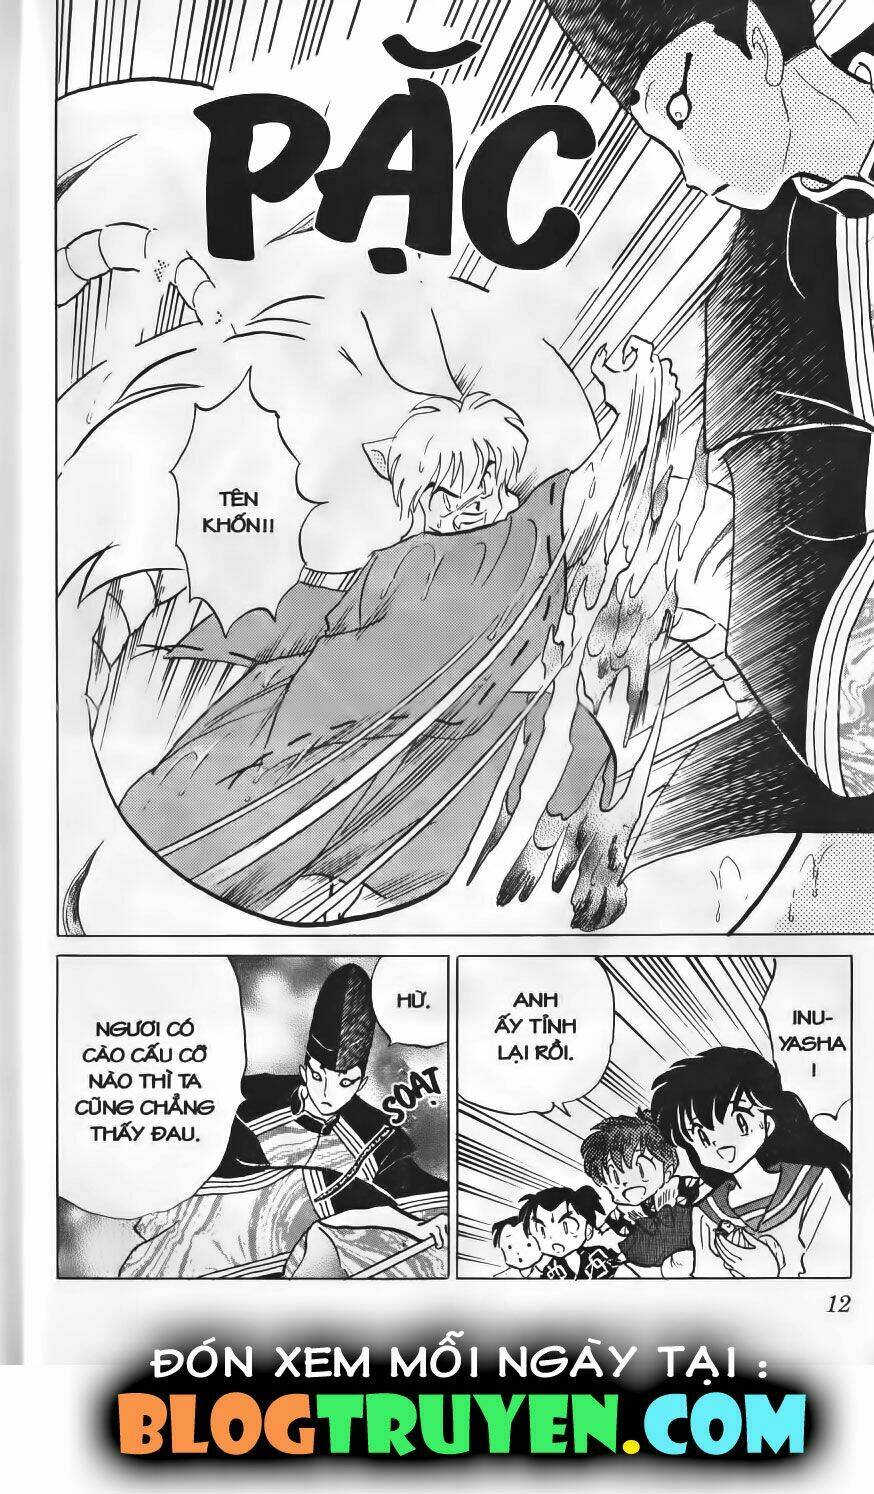 PẶC
TÊN
KHỐN!!
INU-
YASHA
!
ANH
ẤY TỈNH
LẠI RỒI.
HỪ.
SOẠT
NGƯƠI CÓ
CÀO CẤU CỠ
NÀO THÌ TA
CŨNG CHẲNG
THẤY ĐAU.
12
ĐÓN XEM MỖI NGÀY TẠI :
BLOGTRUYEN.COM